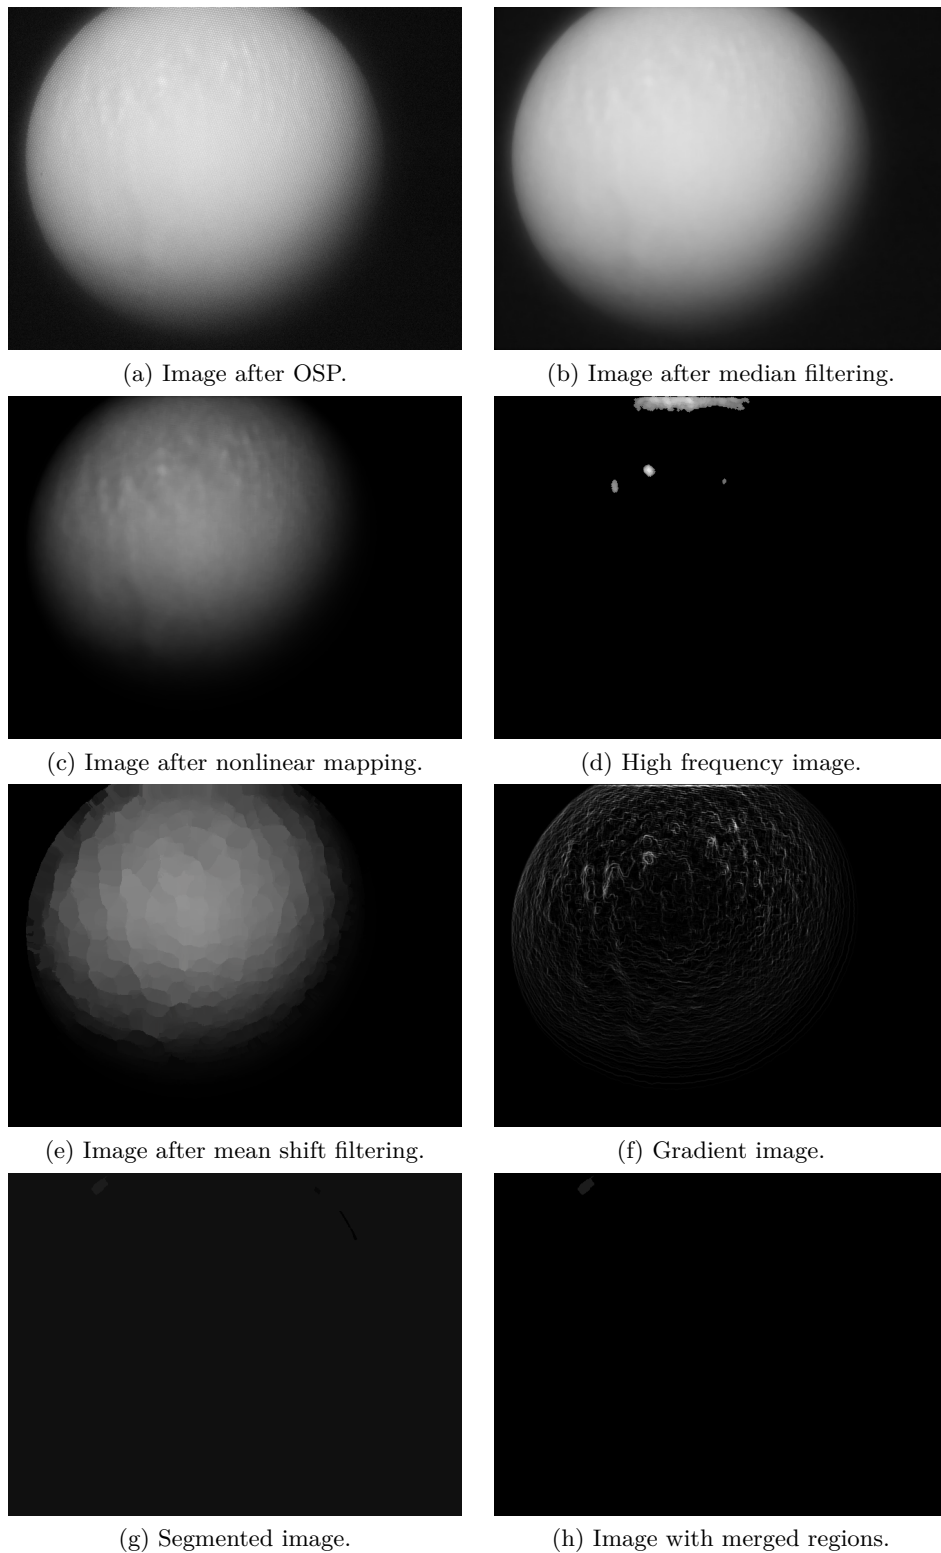 (a) Image after OSP.
(b) Image after median filtering.
(c) Image after nonlinear mapping.
(d) High frequency image.
(e) Image after mean shift filtering.
(f) Gradient image.
(g) Segmented image.
(h) Image with merged regions.